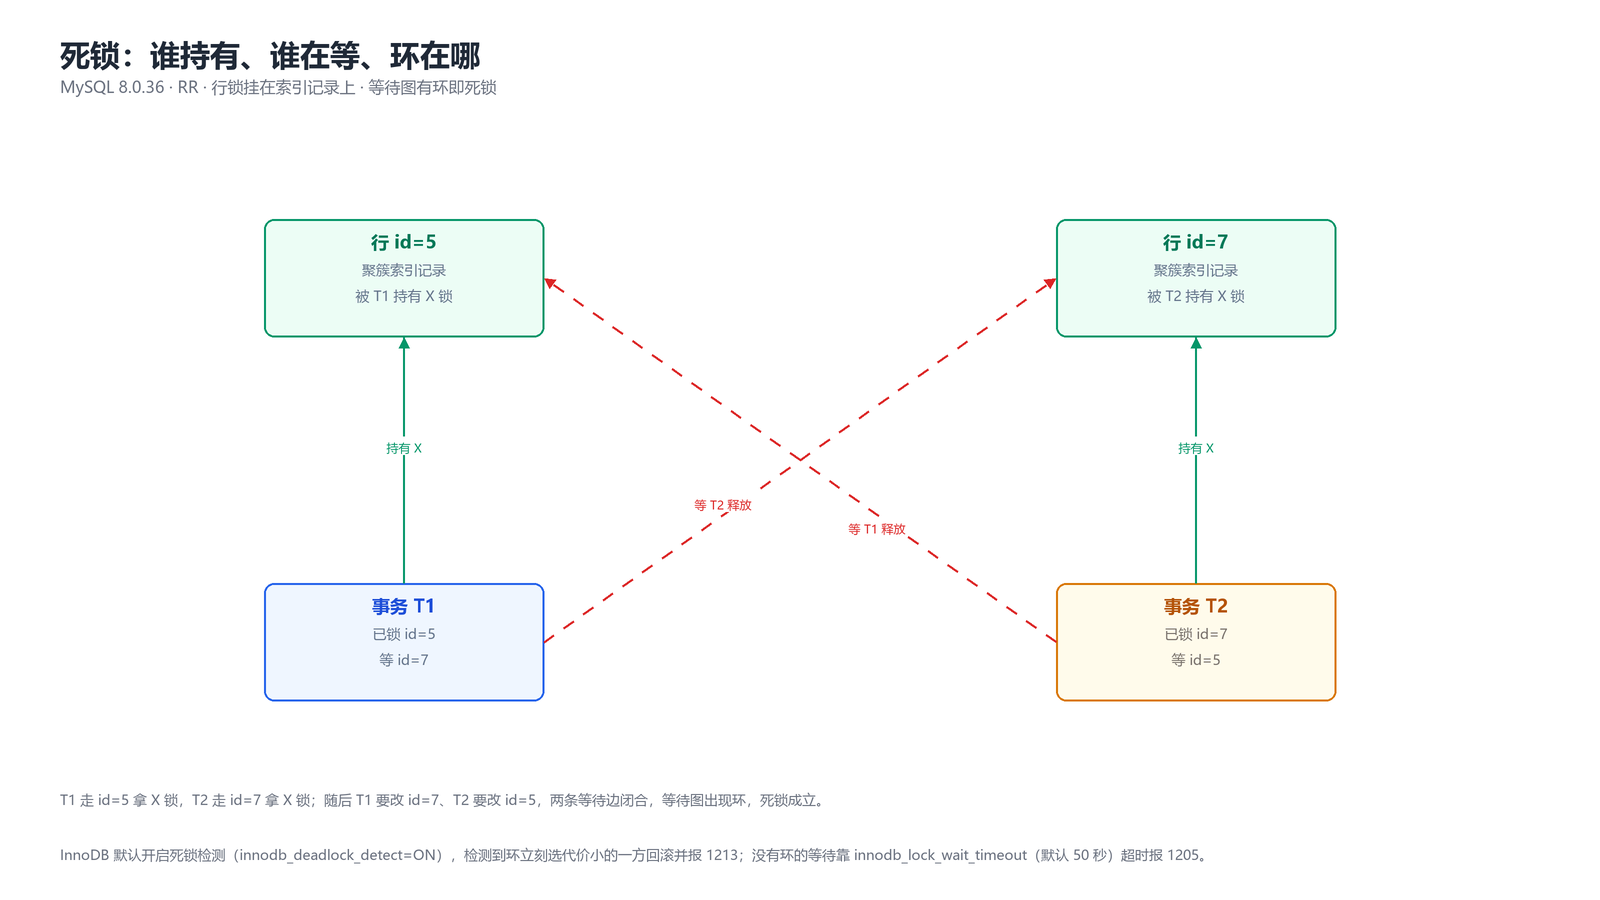 死锁：谁持有、谁在等、环在哪
MySQL 8.0.36 · RR · 行锁挂在索引记录上 · 等待图有环即死锁
行 id=5
聚簇索引记录
被 T1 持有 X 锁
行 id=7
聚簇索引记录
被 T2 持有 X 锁
持有 X
持有 X
等 T2 释放
等 T1 释放
事务 T1
已锁 id=5
等 id=7
事务 T2
已锁 id=7
等 id=5
T1 走 id=5 拿 X 锁，T2 走 id=7 拿 X 锁；随后 T1 要改 id=7、T2 要改 id=5，两条等待边闭合，等待图出现环，死锁成立。
InnoDB 默认开启死锁检测（innodb_deadlock_detect=ON），检测到环立刻选代价小的一方回滚并报 1213；没有环的等待靠 innodb_lock_wait_timeout（默认 50 秒）超时报 1205。